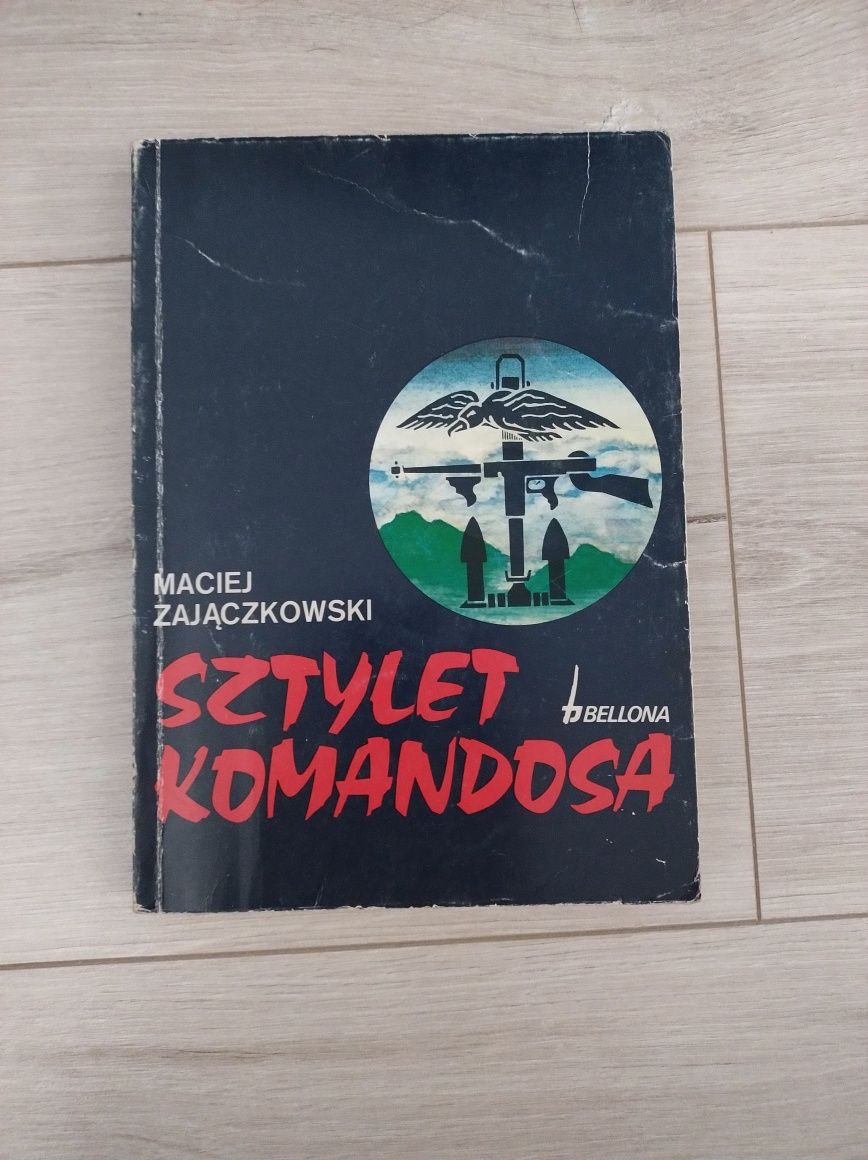 MACIEJ
ZAJĄCZKOWSKI
SZTYLET
BELLONA
KOMANDOSA